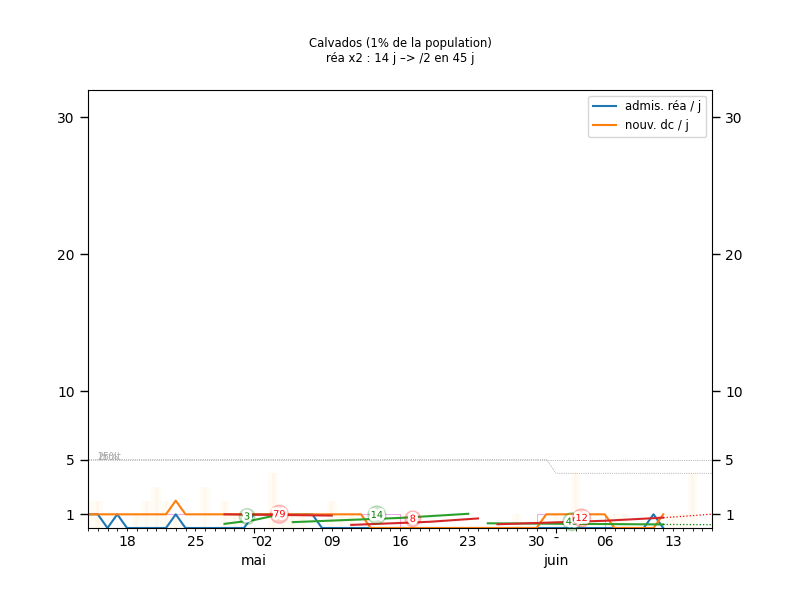 Calvados (1% de la population)
réa x2 : 14 j –> /2 en 45 j
admis. réa / j
nouv. dc / j
30 30
20 20
10 10
5 5
1 1
3 79 14 8 12
18 25 02 09 16 23 30 06 13
mai juin